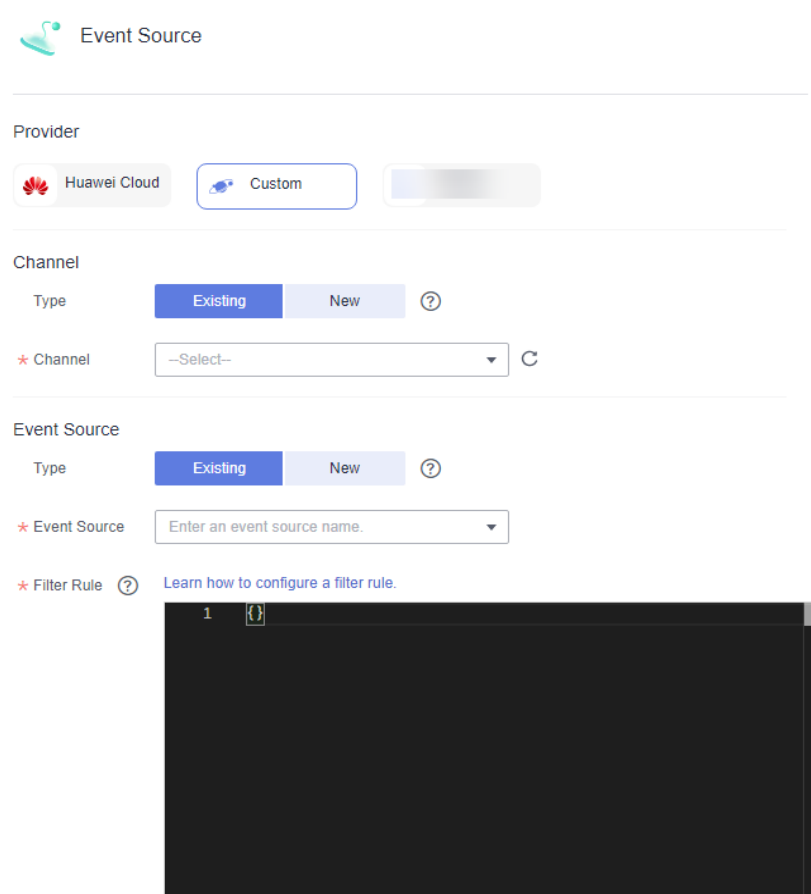 Event Source
Provider
Huawei Cloud Custom
Channel
Type Existing New ?
* Channel --Select--
Event Source
Type Existing New ?
* Event Source Enter an event source name.
* Filter Rule ? Learn how to configure a filter rule.
1 {}